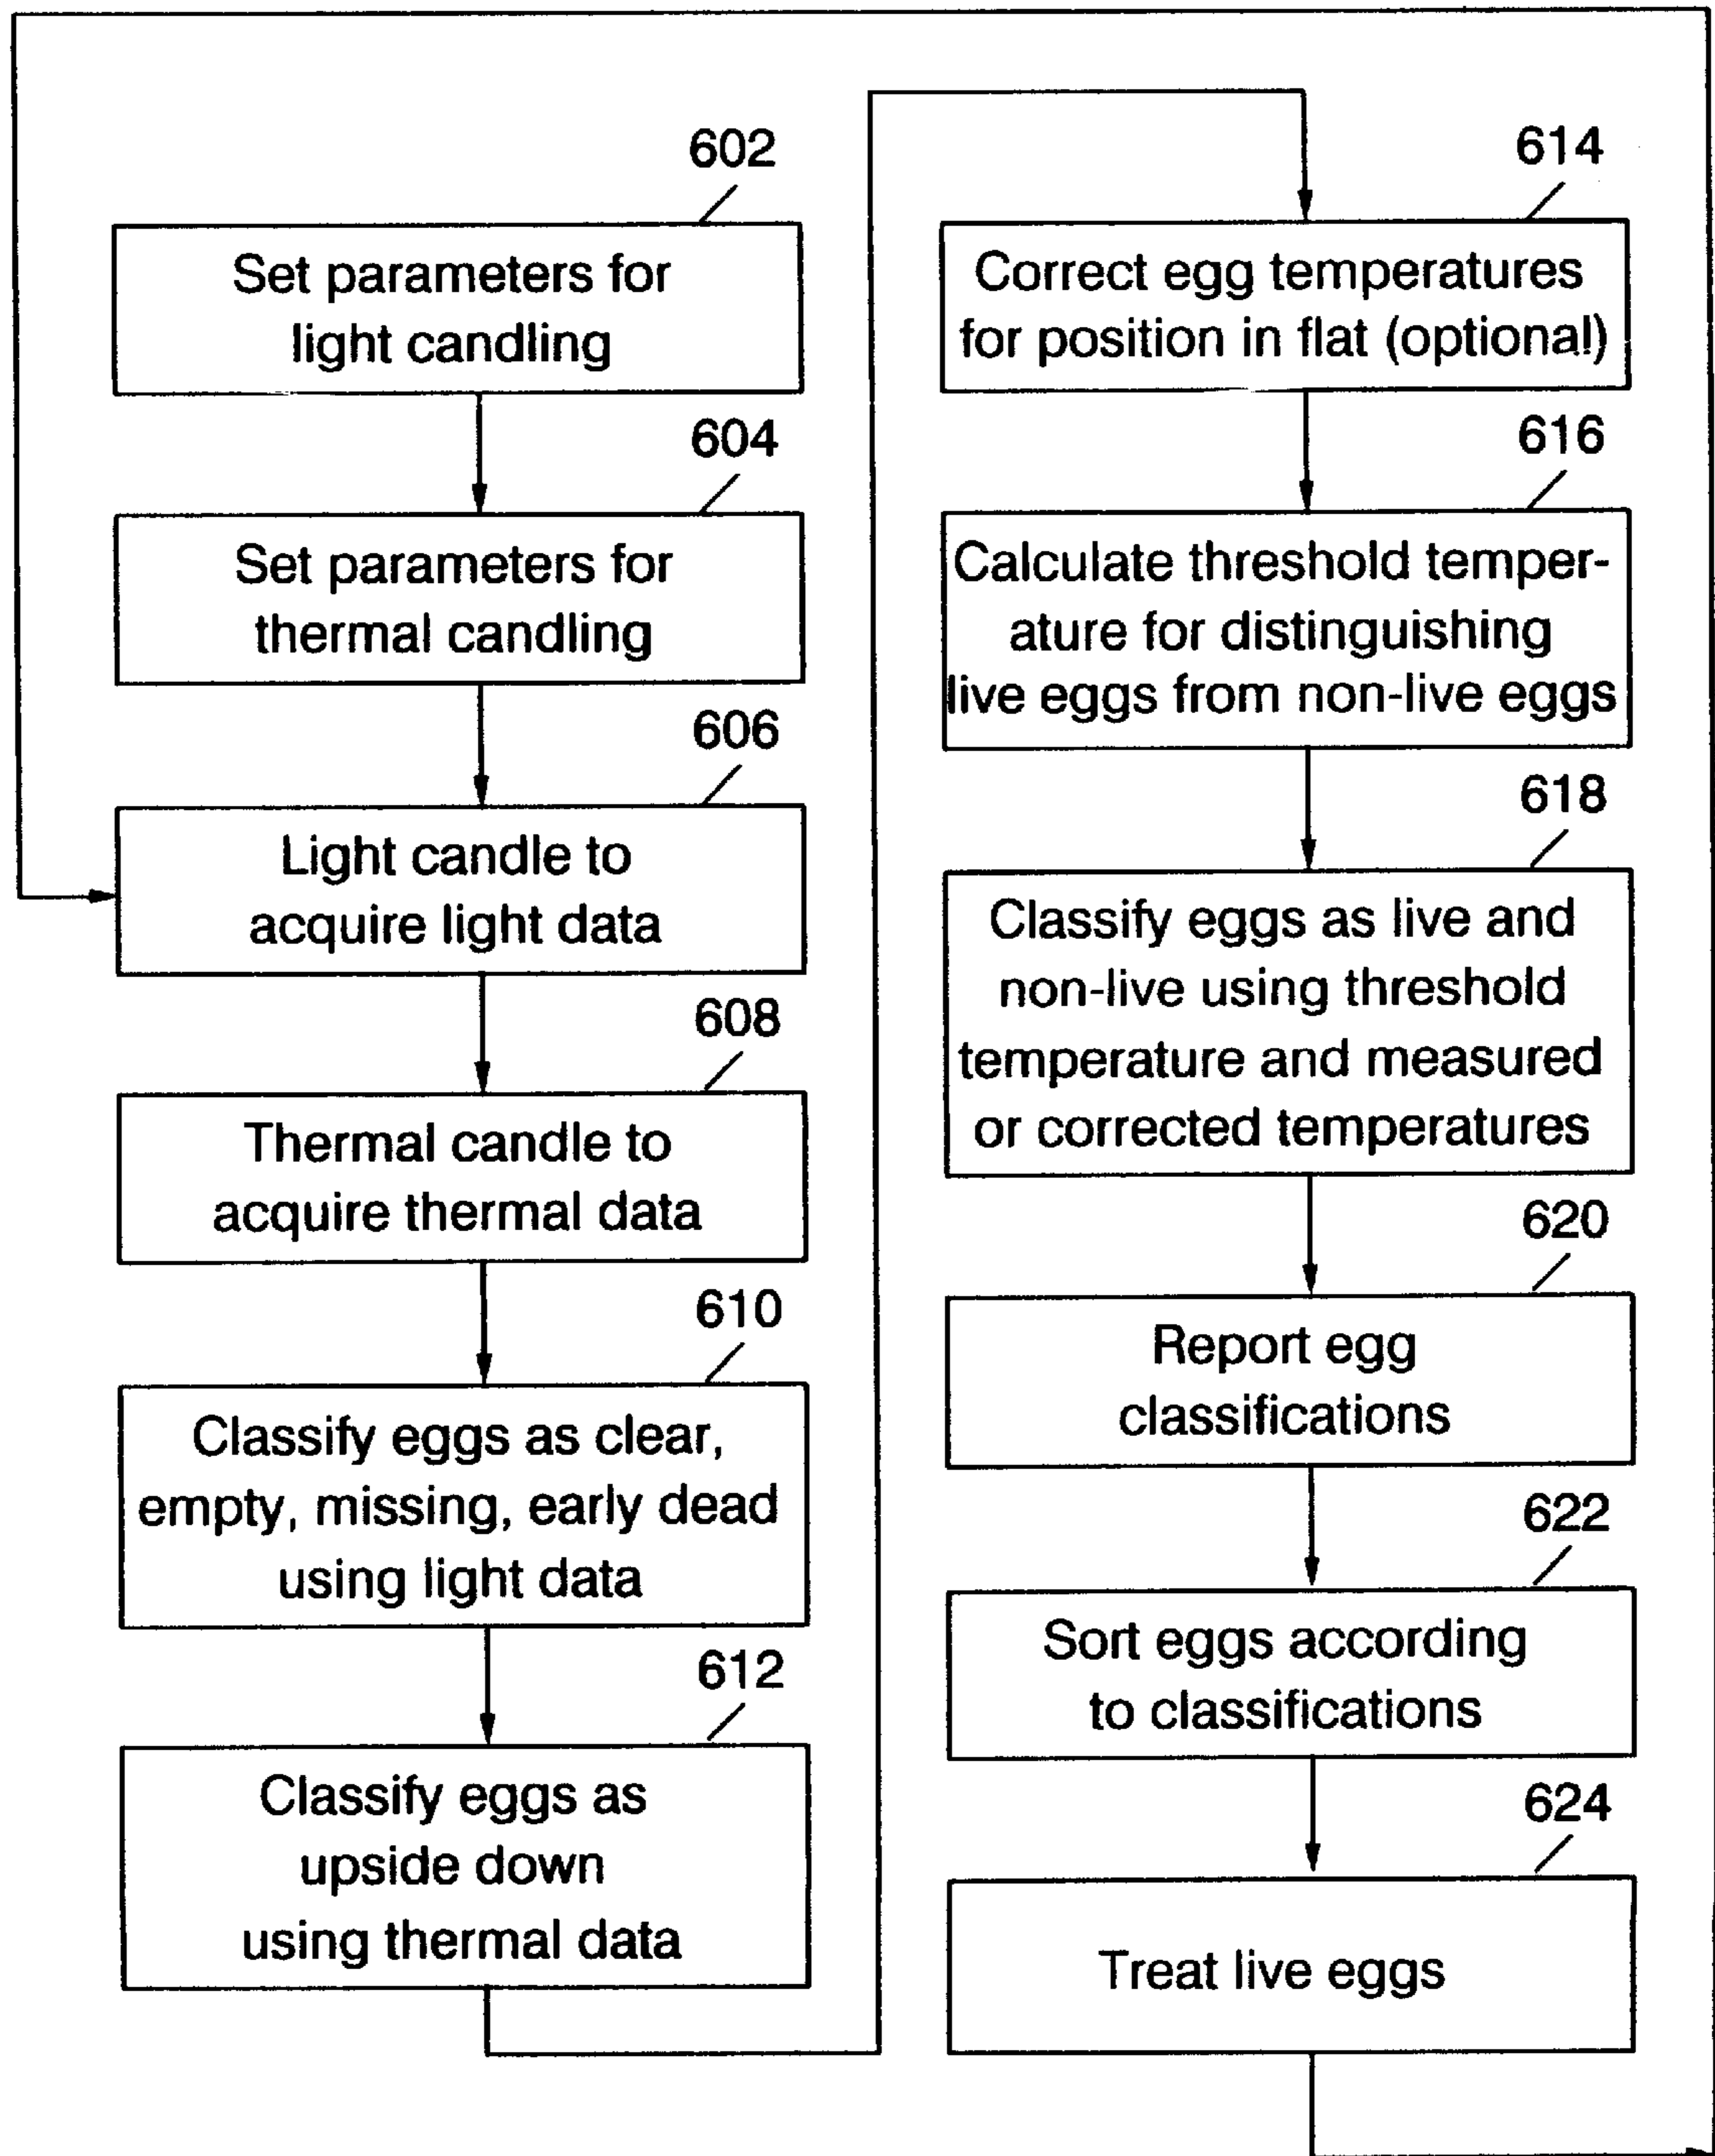 602
Set parameters for
light candling
604
Set parameters for
thermal candling
606
Light candle to
acquire light data
608
Thermal candle to
acquire thermal data
610
Classify eggs as clear,
empty, missing, early dead
using light data
612
Classify eggs as
upside down
using thermal data
614
Correct egg temperatures
for position in flat (optional)
616
Calculate threshold temper-
ature for distinguishing
live eggs from non-live eggs
618
Classify eggs as live and
non-live using threshold
temperature and measured
or corrected temperatures
620
Report egg
classifications
622
Sort eggs according
to classifications
624
Treat live eggs